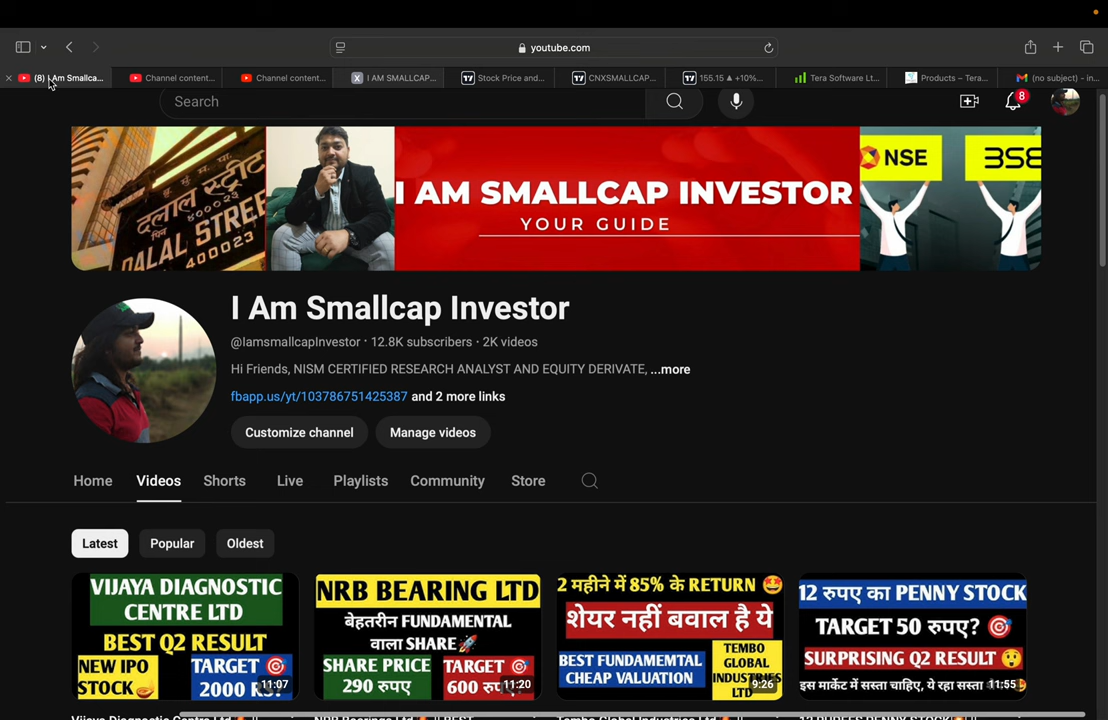 youtube.com
(8) I Am Smallca...
Channel content...
Channel content...
I AM SMALLCAP...
Stock Price and...
CNXSMALLCAP...
155.15 ▲ +10%...
Tera Software Lt...
Products – Tera...
(no subject) - in...
Search
8
दलाल स्ट्रीट
४०००२३
DALAL STREE
400023
I AM SMALLCAP INVESTOR
YOUR GUIDE
NSE
BSE
I Am Smallcap Investor
@IamsmallcapInvestor · 12.8K subscribers · 2K videos
Hi Friends, NISM CERTIFIED RESEARCH ANALYST AND EQUITY DERIVATE, ...more
fbapp.us/yt/103786751425387 and 2 more links
Customize channel
Manage videos
Home
Videos
Shorts
Live
Playlists
Community
Store
Latest
Popular
Oldest
VIJAYA DIAGNOSTIC
CENTRE LTD
BEST Q2 RESULT
NEW IPO
STOCK
TARGET 🎯
2000
11:07
NRB BEARING LTD
बेहतरीन FUNDAMENTAL
वाला SHARE🚀
SHARE PRICE
290 रुपए
TARGET 🎯
600
11:20
2 महीने में 85% के RETURN 🤩
शेयर नहीं बवाल है ये
BEST FUNDAMEMTAL
CHEAP VALUATION
TEMBO
GLOBAL
INDUSTRIES
LTD
9:26
12 रुपए का PENNY STOCK
TARGET 50 रुपए? 🎯
SURPRISING Q2 RESULT 😲
इस मार्केट में सस्ता चाहिए, ये रहा सस्ता
11:55